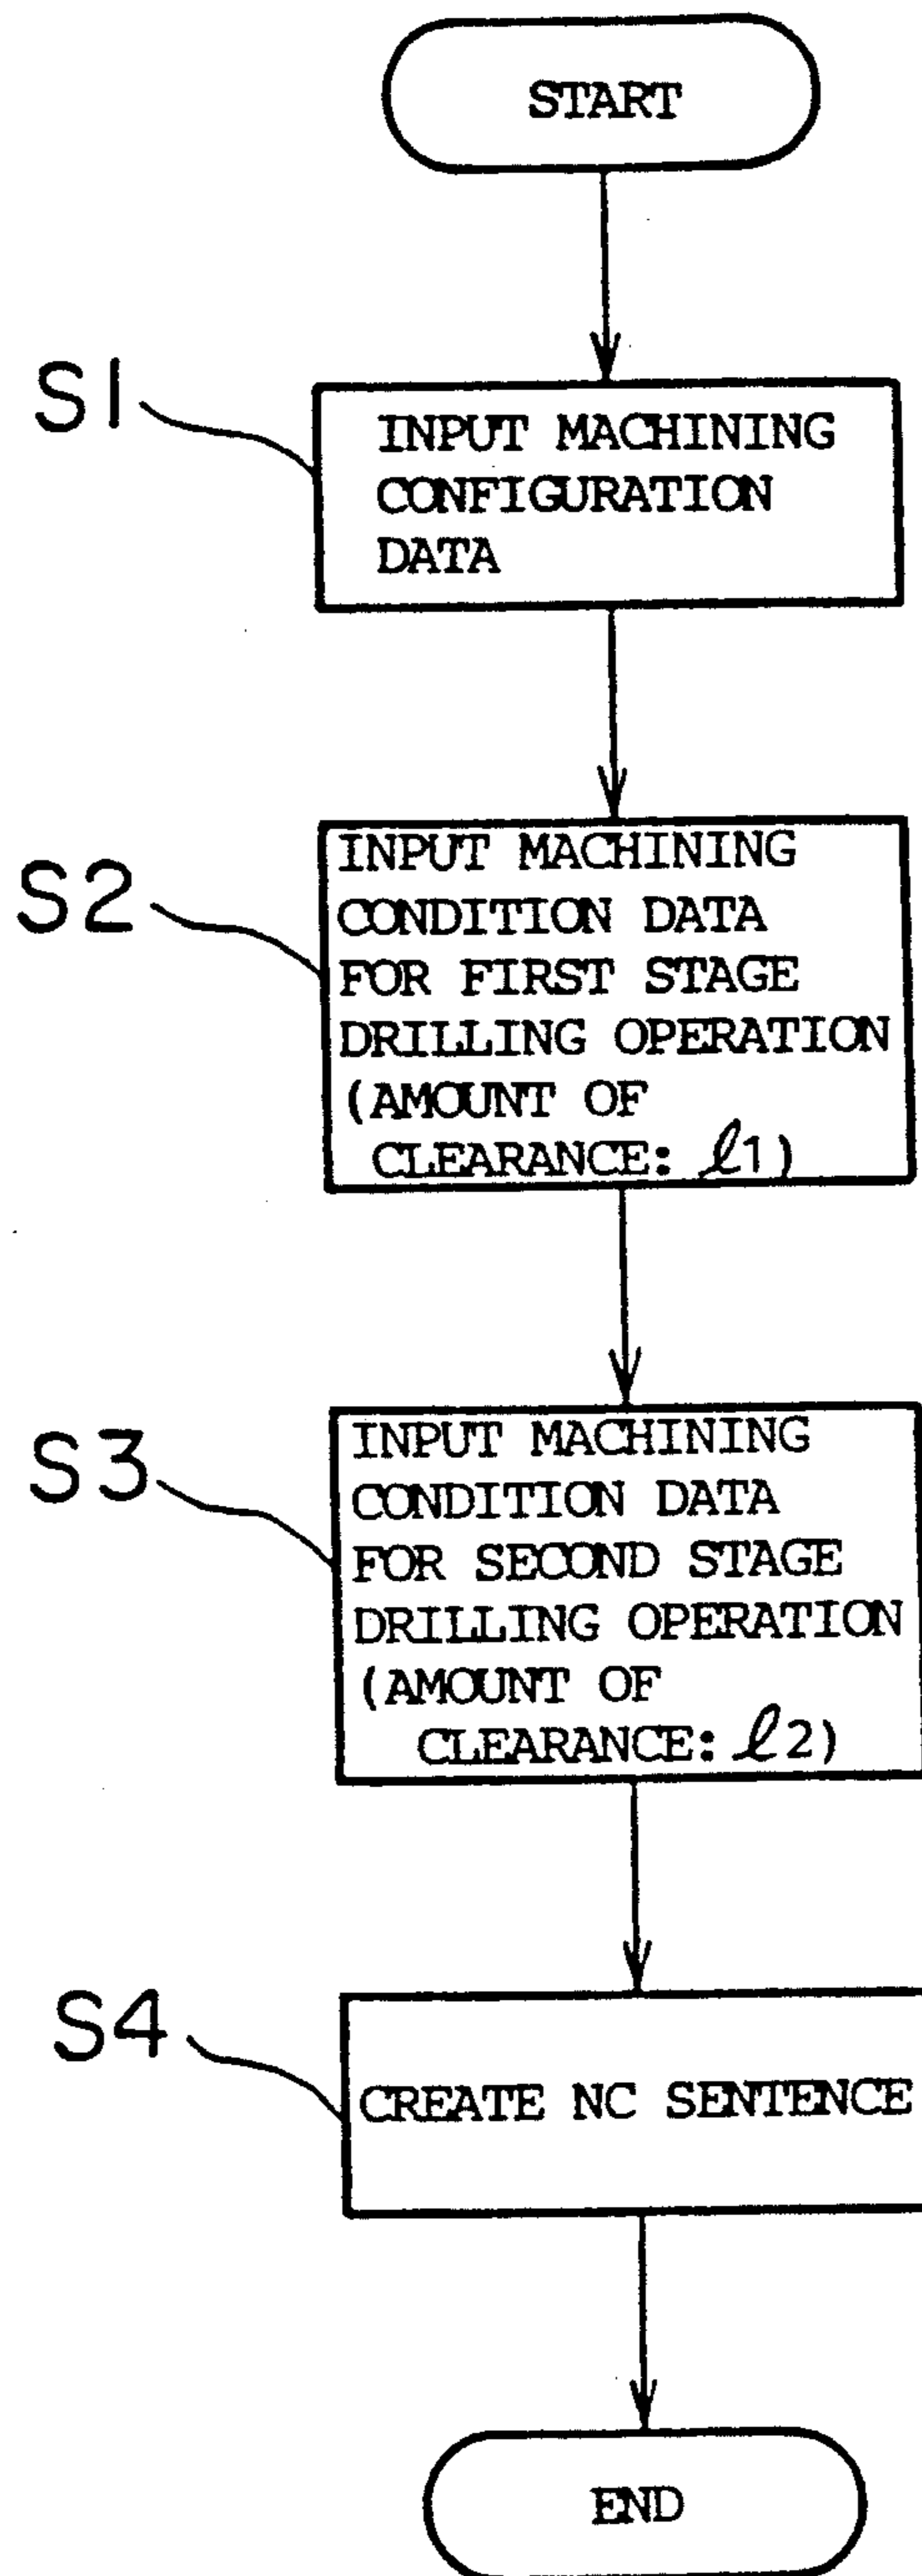 START
S1
INPUT MACHINING
CONFIGURATION
DATA
S2
INPUT MACHINING
CONDITION DATA
FOR FIRST STAGE
DRILLING OPERATION
(AMOUNT OF
CLEARANCE: ℓ1)
S3
INPUT MACHINING
CONDITION DATA
FOR SECOND STAGE
DRILLING OPERATION
(AMOUNT OF
CLEARANCE: ℓ2)
S4
CREATE NC SENTENCE
END